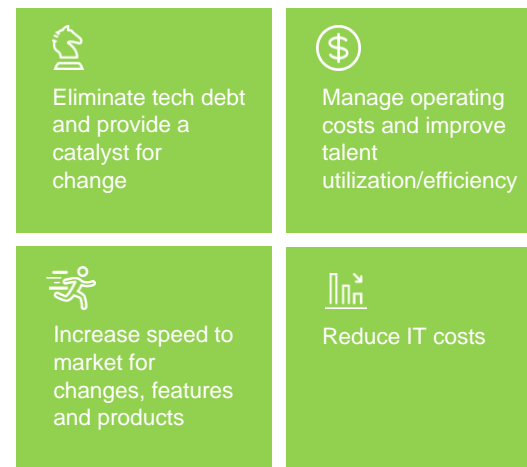 Eliminate tech debt
and provide a
catalyst for
change
Manage operating
costs and improve
talent
utilization/efficiency
Increase speed to
market for
changes, features
and products
Reduce IT costs